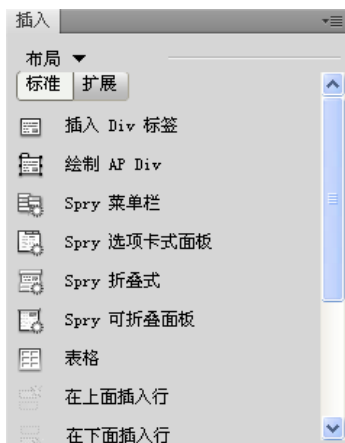 插入
布局
标准 扩展
插入 Div 标签
绘制 AP Div
Spry 菜单栏
Spry 选项卡式面板
Spry 折叠式
Spry 可折叠面板
表格
在上面插入行
在下面插入行